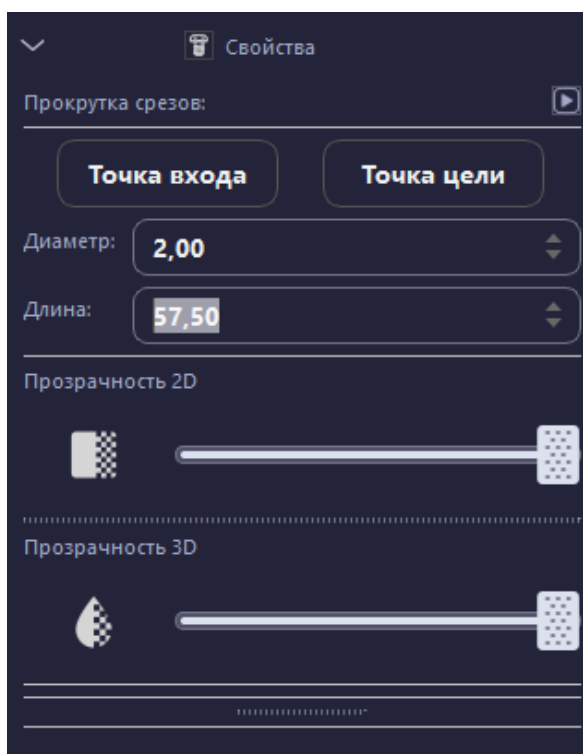 Свойства
Прокрутка срезов:
Точка входа Точка цели
Диаметр: 2,00
Длина: 57,50
Прозрачность 2D
Прозрачность 3D